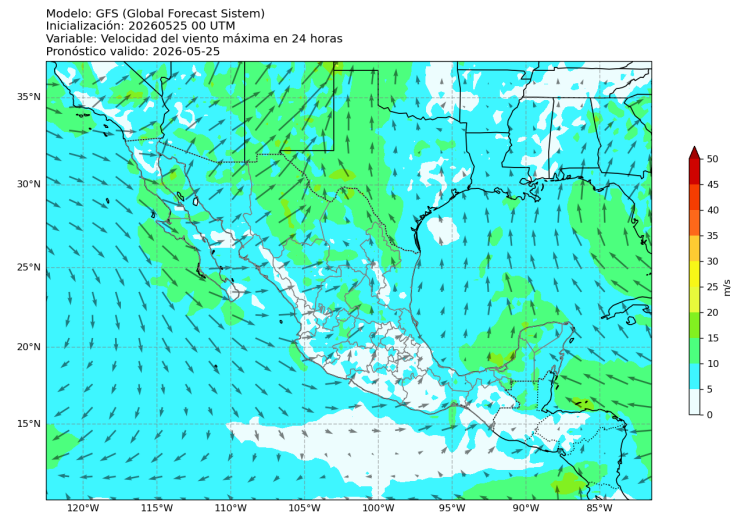 Modelo: GFS (Global Forecast Sistem)
Inicialización: 20260525 00 UTM
Variable: Velocidad del viento máxima en 24 horas
Pronóstico valido: 2026-05-25
35°N
30°N
25°N
20°N
15°N
120°W
115°W
110°W
105°W
100°W
95°W
90°W
85°W
50
45
40
35
30
25
20
15
10
5
0
m/s